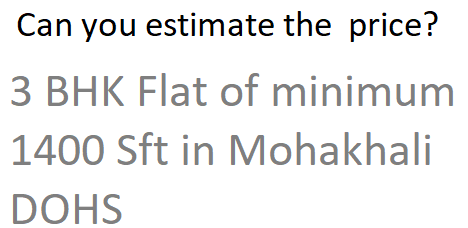 Can you estimate the price?
3 BHK Flat of minimum
1400 Sft in Mohakhali
DOHS